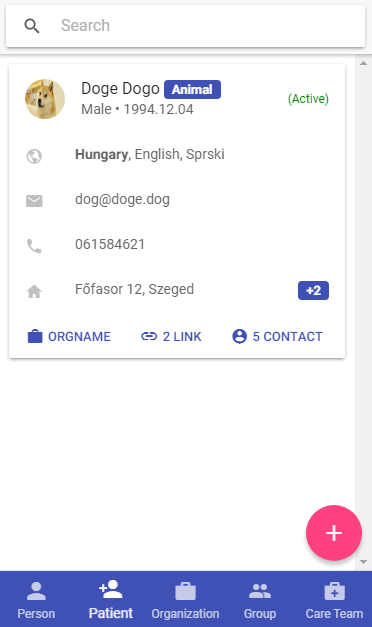 Search
Doge Dogo Animal
Male • 1994.12.04
(Active)
Hungary, English, Sprski
dog@doge.dog
061584621
Főfasor 12, Szeged
+2
ORGNAME 2 LINK 5 CONTACT
Person Patient Organization Group Care Team